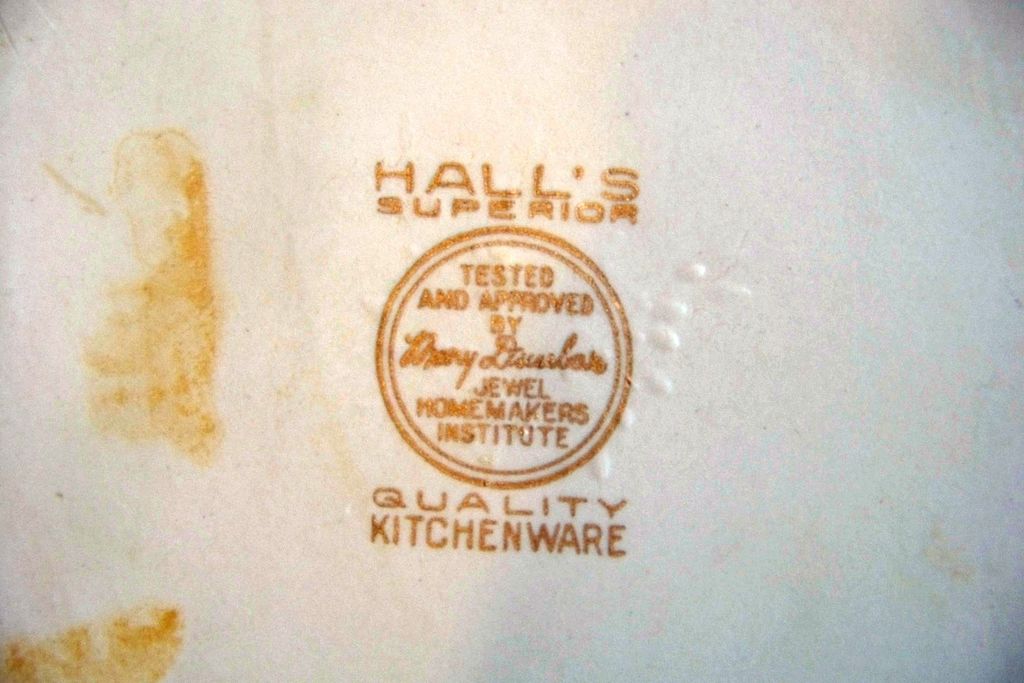 HALL'S
SUPERIOR
TESTED
AND APPROVED
BY
Mary Dunbar
JEWEL
HOMEMAKERS
INSTITUTE
QUALITY
KITCHENWARE